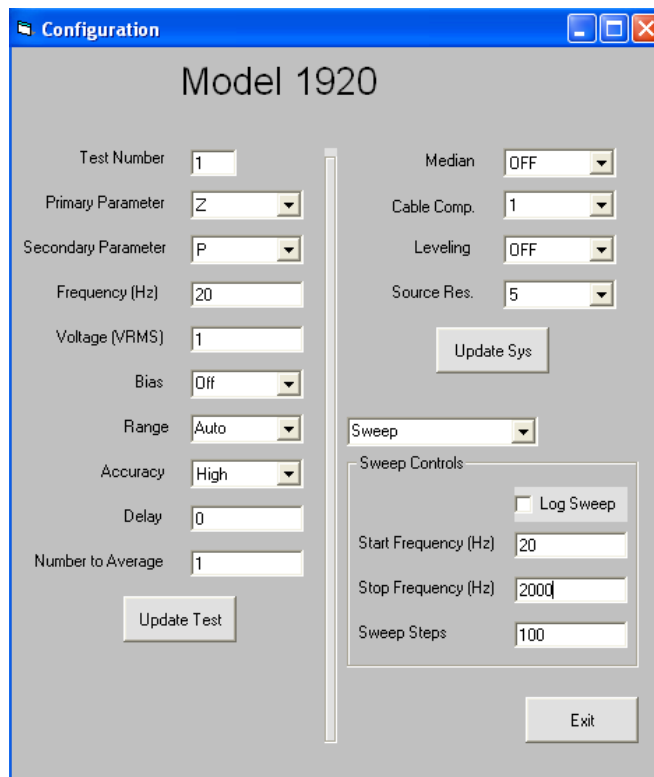 Configuration
Model 1920
Test Number 1
Primary Parameter Z
Secondary Parameter P
Frequency (Hz) 20
Voltage (VRMS) 1
Bias Off
Range Auto
Accuracy High
Delay 0
Number to Average 1
Update Test
Median OFF
Cable Comp. 1
Leveling OFF
Source Res. 5
Update Sys
Sweep
Sweep Controls
Log Sweep
Start Frequency (Hz) 20
Stop Frequency (Hz) 2000
Sweep Steps 100
Exit